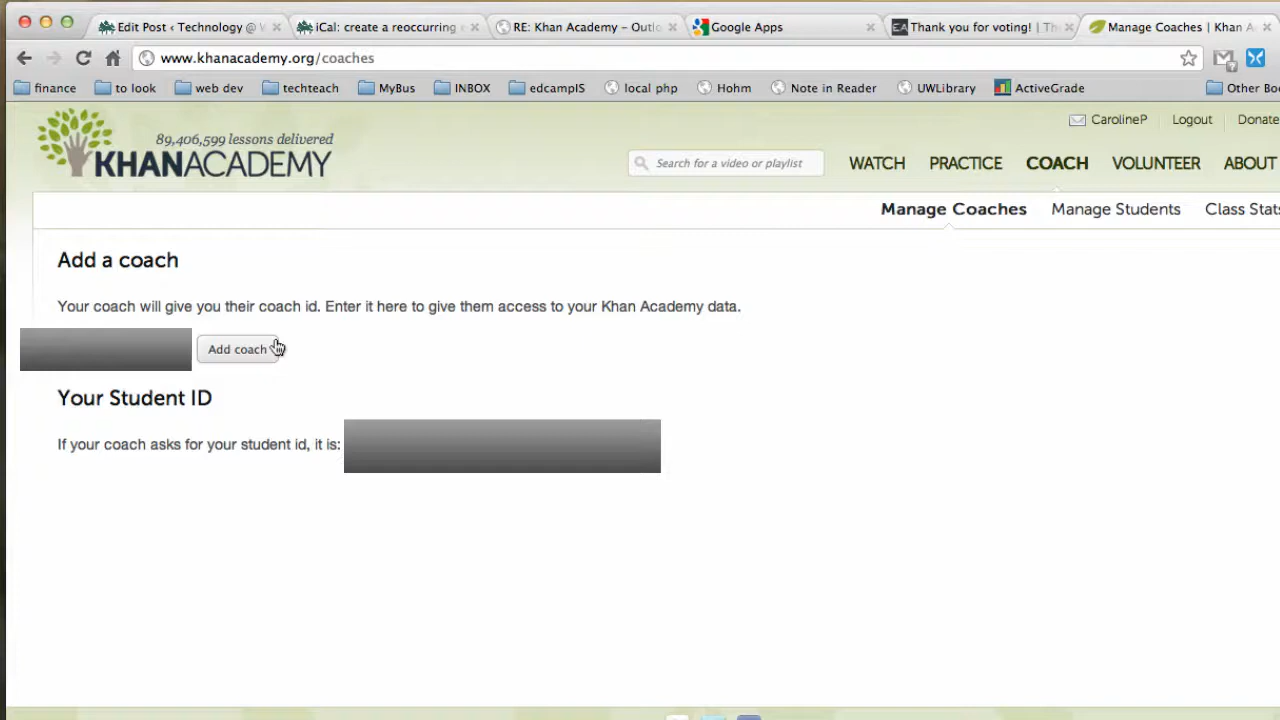 Edit Post ‹ Technology @ iCal: create a reoccurring RE: Khan Academy – Outl Google Apps Thank you for voting! | Th Manage Coaches | Khan A
www.khanacademy.org/coaches
finance to look web dev techteach MyBus INBOX edcampIS local php Hohm Note in Reader UWLibrary ActiveGrade Other Bo
CarolineP Logout Donate
89,406,599 lessons delivered
KHANACADEMY
Search for a video or playlist WATCH PRACTICE COACH VOLUNTEER ABOUT
Manage Coaches Manage Students Class Stats
Add a coach
Your coach will give you their coach id. Enter it here to give them access to your Khan Academy data.
Add coach
Your Student ID
If your coach asks for your student id, it is: